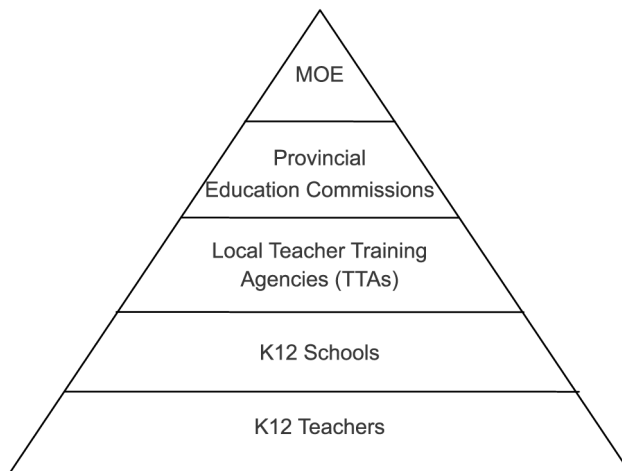 MOE
Provincial
Education Commissions
Local Teacher Training
Agencies (TTAs)
K12 Schools
K12 Teachers